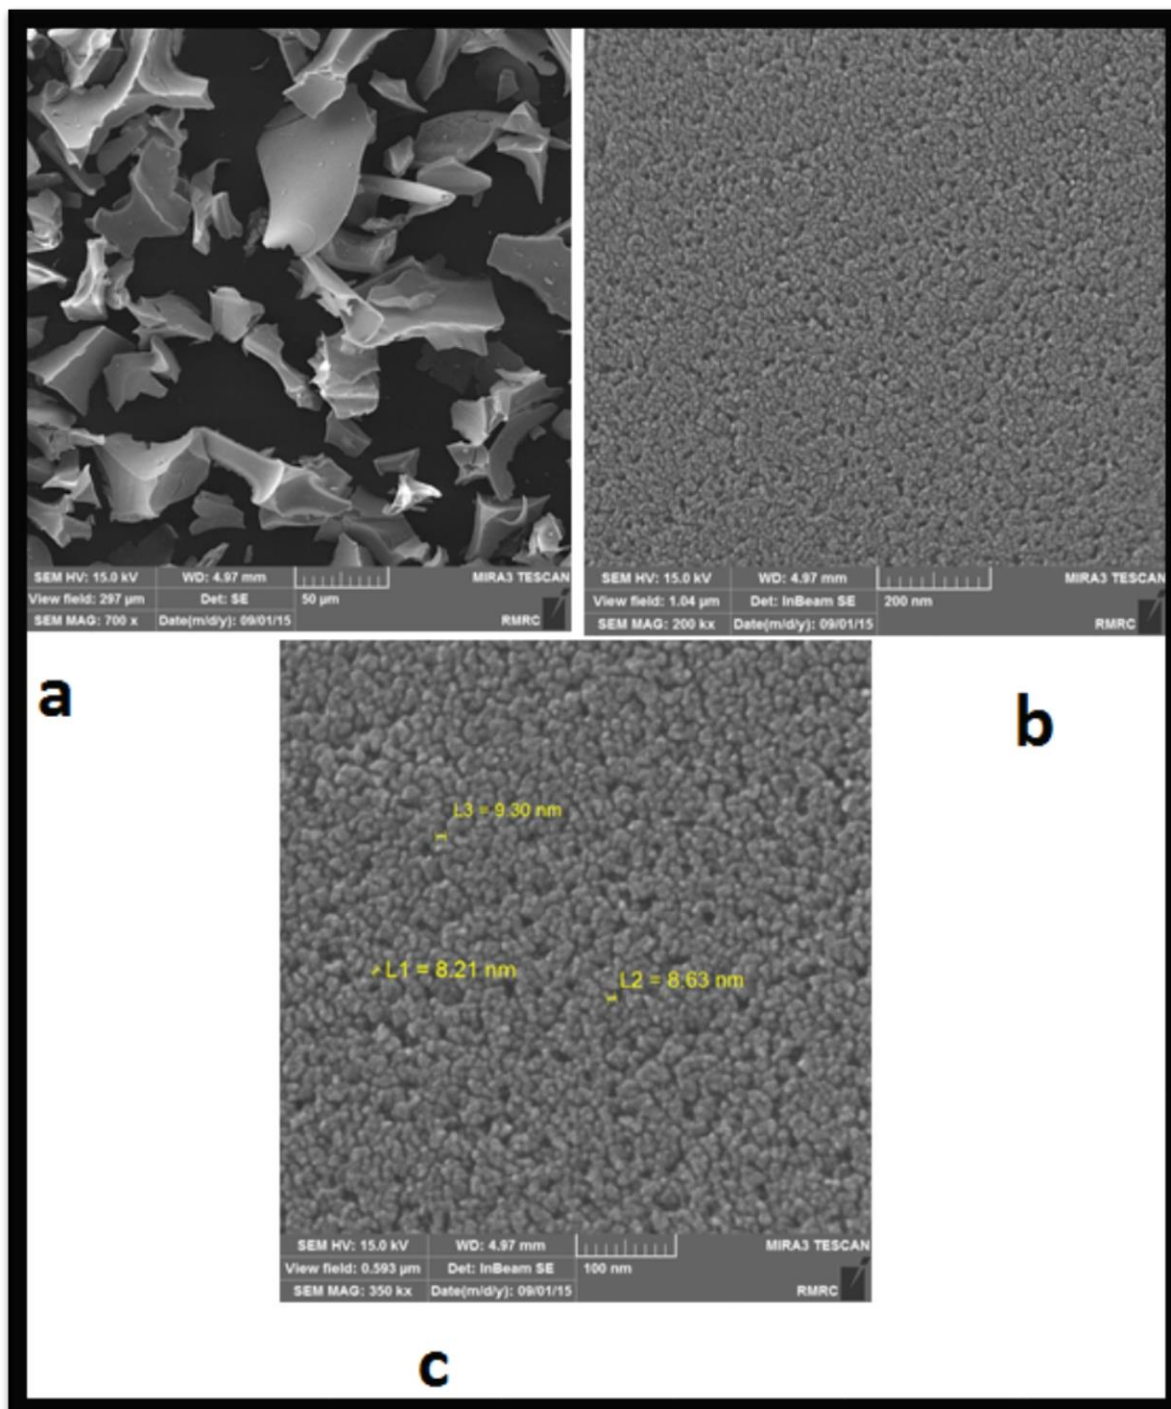 SEM HV: 15.0 kV WD: 4.97 mm MIRA3 TESCAN
View field: 297 µm Det: SE 50 µm
SEM MAG: 700 x Date(m/d/y): 09/01/15 RMRC
SEM HV: 15.0 kV WD: 4.97 mm MIRA3 TESCAN
View field: 1.04 µm Det: InBeam SE 200 nm
SEM MAG: 200 kx Date(m/d/y): 09/01/15 RMRC
a
b
L3 = 9.30 nm
L1 = 8.21 nm
L2 = 8.63 nm
SEM HV: 15.0 kV WD: 4.97 mm MIRA3 TESCAN
View field: 0.593 µm Det: InBeam SE 100 nm
SEM MAG: 350 kx Date(m/d/y): 09/01/15 RMRC
c